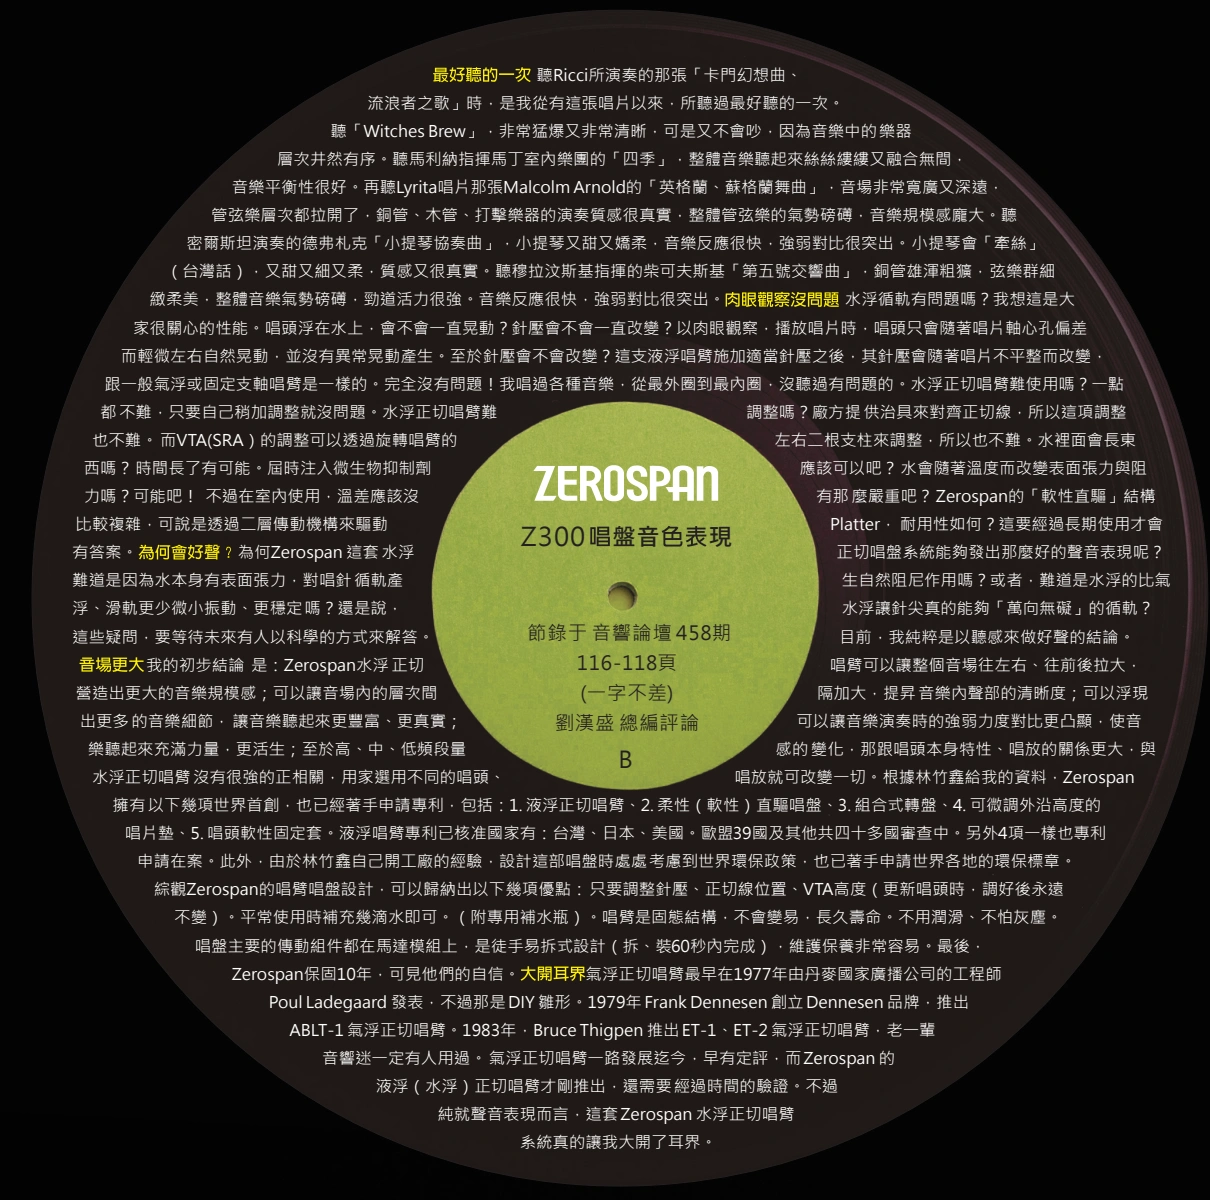 最好聽的一次 聽Ricci所演奏的那張「卡門幻想曲、
流浪者之歌」時，是我從有這張唱片以來，所聽過最好聽的一次。
聽「Witches Brew」，非常猛爆又非常清晰，可是又不會吵，因為音樂中的樂器
層次井然有序。聽馬利納指揮馬丁室內樂團的「四季」，整體音樂聽起來絲絲縷縷又融合無間，
音樂平衡性很好。再聽Lyrita唱片那張Malcolm Arnold的「英格蘭、蘇格蘭舞曲」，音場非常寬廣又深遠，
管弦樂層次都拉開了，銅管、木管、打擊樂器的演奏質感很真實，整體管弦樂的氣勢磅礡，音樂規模感龐大。聽
密爾斯坦演奏的德弗札克「小提琴協奏曲」，小提琴又甜又嬌柔，音樂反應很快，強弱對比很突出。小提琴會「牽絲」
（台灣話），又甜又細又柔，質感又很真實。聽穆拉汶斯基指揮的柴可夫斯基「第五號交響曲」，銅管雄渾粗獷，弦樂群細
緻柔美，整體音樂氣勢磅礡，勁道活力很強。音樂反應很快，強弱對比很突出。肉眼觀察沒問題 水浮循軌有問題嗎？我想這是大
家很關心的性能。唱頭浮在水上，會不會一直晃動？針壓會不會一直改變？以肉眼觀察，播放唱片時，唱頭只會隨著唱片軸心孔偏差
而輕微左右自然晃動，並沒有異常晃動產生。至於針壓會不會改變？這支液浮唱臂施加適當針壓之後，其針壓會隨著唱片不平整而改變，
跟一般氣浮或固定支軸唱臂是一樣的。完全沒有問題！我唱過各種音樂，從最外圈到最內圈，沒聽過有問題的。水浮正切唱臂難使用嗎？一點
都不難，只要自己稍加調整就沒問題。水浮正切唱臂難 調整嗎？廠方提供治具來對齊正切線，所以這項調整
也不難。而VTA(SRA）的調整可以透過旋轉唱臂的 左右二根支柱來調整，所以也不難。水裡面會長東
西嗎？時間長了有可能。屆時注入微生物抑制劑 應該可以吧？水會隨著溫度而改變表面張力與阻
力嗎？可能吧！ 不過在室內使用，溫差應該沒 有那麼嚴重吧？Zerospan的「軟性直驅」結構
比較複雜，可說是透過二層傳動機構來驅動 Platter， 耐用性如何？這要經過長期使用才會
有答案。為何會好聲？為何Zerospan這套水浮 正切唱盤系統能夠發出那麼好的聲音表現呢？
難道是因為水本身有表面張力，對唱針循軌產 生自然阻尼作用嗎？或者，難道是水浮的比氣
浮、滑軌更少微小振動、更穩定嗎？還是說， 水浮讓針尖真的能夠「萬向無礙」的循軌？
這些疑問，要等待未來有人以科學的方式來解答。 目前，我純粹是以聽感來做好聲的結論。
音場更大我的初步結論 是：Zerospan水浮正切 唱臂可以讓整個音場往左右、往前後拉大，
營造出更大的音樂規模感；可以讓音場內的層次間 隔加大，提昇音樂內聲部的清晰度；可以浮現
出更多的音樂細節，讓音樂聽起來更豐富、更真實； 可以讓音樂演奏時的強弱力度對比更凸顯，使音
樂聽起來充滿力量，更活生；至於高、中、低頻段量 感的變化，那跟唱頭本身特性、唱放的關係更大，與
水浮正切唱臂沒有很強的正相關，用家選用不同的唱頭、 唱放就可改變一切。根據林竹鑫給我的資料，Zerospan
擁有以下幾項世界首創，也已經著手申請專利，包括：1. 液浮正切唱臂、2. 柔性（軟性）直驅唱盤、3. 組合式轉盤、4. 可微調外沿高度的
唱片墊、5. 唱頭軟性固定套。液浮唱臂專利已核准國家有：台灣、日本、美國。歐盟39國及其他共四十多國審查中。另外4項一樣也專利
申請在案。此外，由於林竹鑫自己開工廠的經驗，設計這部唱盤時處處考慮到世界環保政策，也已著手申請世界各地的環保標章。
綜觀Zerospan的唱臂唱盤設計，可以歸納出以下幾項優點：只要調整針壓、正切線位置、VTA高度（更新唱頭時，調好後永遠
不變）。平常使用時補充幾滴水即可。（附專用補水瓶）。唱臂是固態結構，不會變易，長久壽命。不用潤滑、不怕灰塵。
唱盤主要的傳動組件都在馬達模組上，是徒手易拆式設計（拆、裝60秒內完成），維護保養非常容易。最後，
Zerospan保固10年，可見他們的自信。大開耳界氣浮正切唱臂最早在1977年由丹麥國家廣播公司的工程師
Poul Ladegaard 發表，不過那是DIY 雛形。1979年 Frank Dennesen 創立 Dennesen 品牌，推出
ABLT-1 氣浮正切唱臂。1983年，Bruce Thigpen 推出ET-1、ET-2 氣浮正切唱臂，老一輩
音響迷一定有人用過。氣浮正切唱臂一路發展迄今，早有定評，而Zerospan 的
液浮（水浮）正切唱臂才剛推出，還需要經過時間的驗證。不過
純就聲音表現而言，這套Zerospan 水浮正切唱臂
系統真的讓我大開了耳界。
ZEROSPAN
Z300唱盤音色表現
節錄于 音響論壇 458期
116-118頁
(一字不差)
劉漢盛 總編評論
B